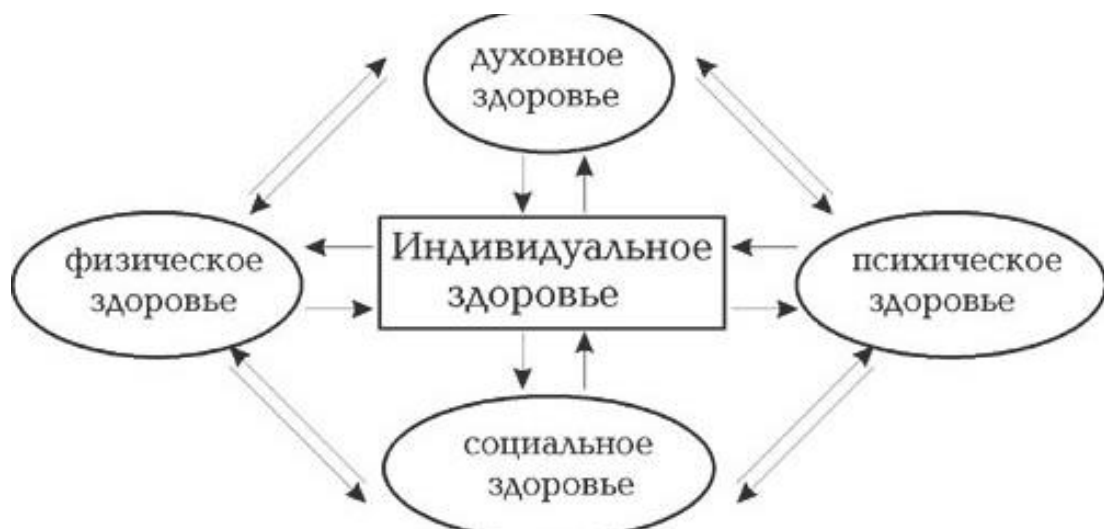 духовное
здоровье
физическое
здоровье
Индивидуальное
здоровье
психическое
здоровье
социальное
здоровье